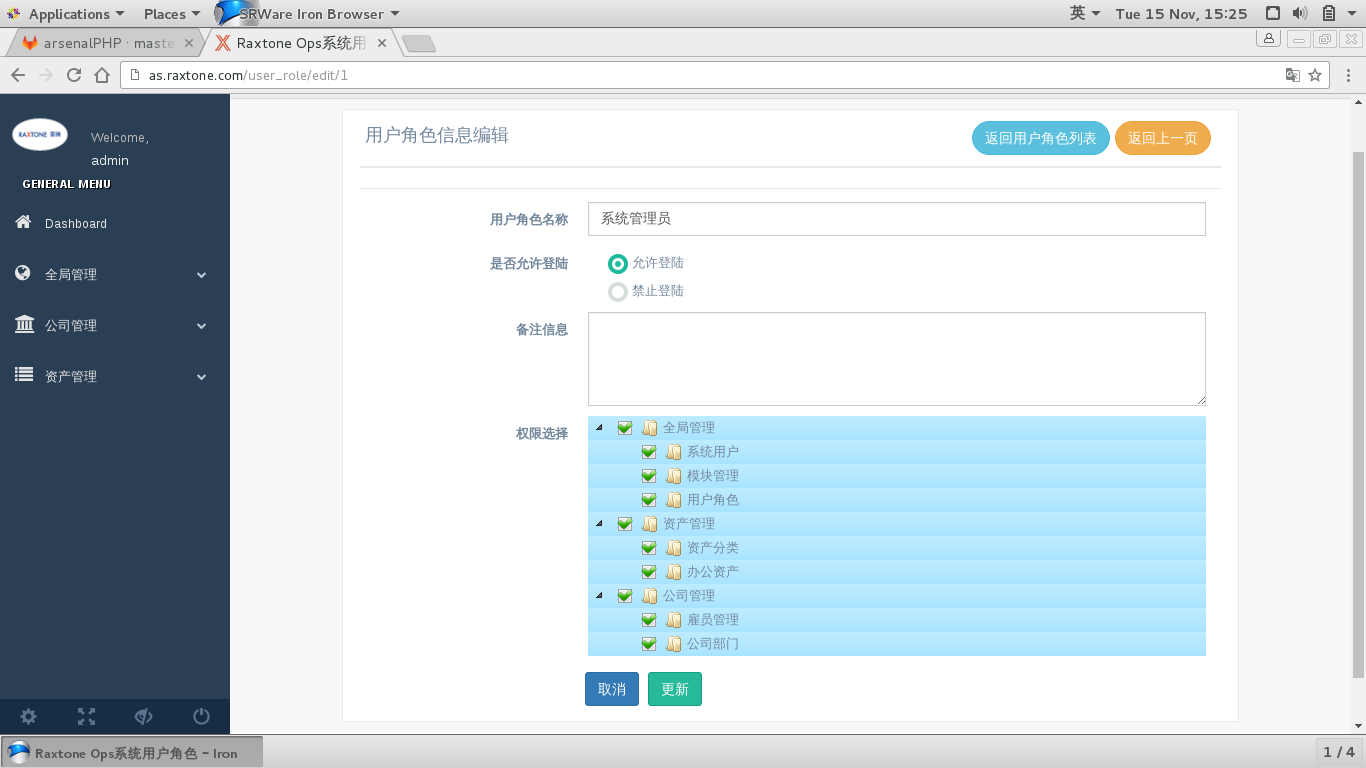 Applications Places SRWare Iron Browser 英 Tue 15 Nov, 15:25
arsenalPHP · maste Raxtone Ops系统用户
as.raxtone.com/user_role/edit/1
RAXTONE
Welcome,
admin
GENERAL MENU
Dashboard
全局管理
公司管理
资产管理
用户角色信息编辑 返回用户角色列表 返回上一页
用户角色名称 系统管理员
是否允许登陆 允许登陆
禁止登陆
备注信息
权限选择 全局管理
系统用户
模块管理
用户角色
资产管理
资产分类
办公资产
公司管理
雇员管理
公司部门
取消 更新
Raxtone Ops系统用户角色 – Iron 1 / 4